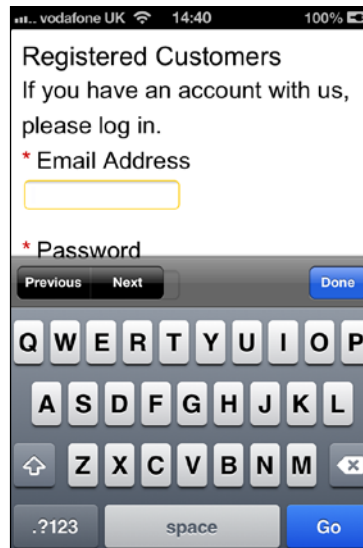 vodafone UK 14:40 100%
Registered Customers
If you have an account with us,
please log in.
* Email Address
* Password
Previous Next Done
Q W E R T Y U I O P
A S D F G H J K L
Z X C V B N M
.?123 space Go